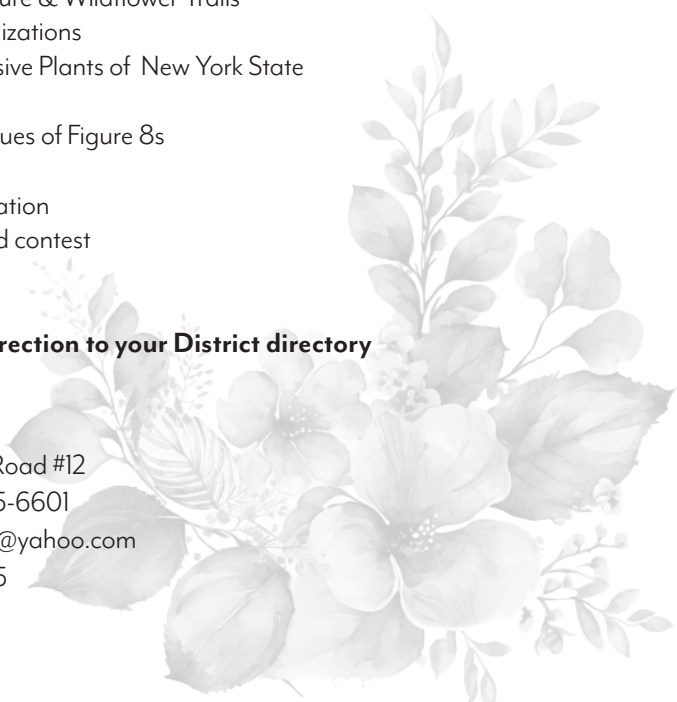 ure & Wildflower Trails
izations
sive Plants of New York State
ues of Figure 8s
ation
d contest
rection to your District directory
Road #12
5-6601
@yahoo.com
5